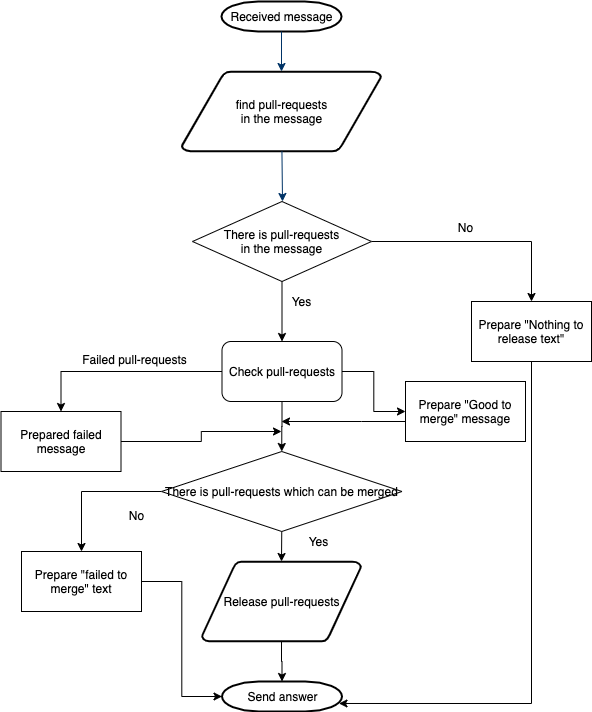 Received message
find pull-requests
in the message
There is pull-requests
in the message
No
Yes
Prepare "Nothing to
release text"
Failed pull-requests
Check pull-requests
Prepare "Good to
merge" message
Prepared failed
message
There is pull-requests which can be merged
No
Yes
Prepare "failed to
merge" text
Release pull-requests
Send answer